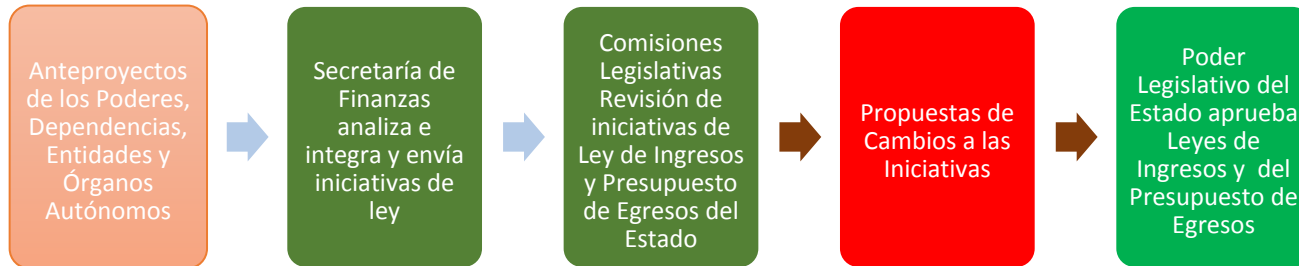 Anteproyectos
de los Poderes,
Dependencias,
Entidades y
Órganos
Autónomos
Secretaría de
Finanzas
analiza e
integra y envía
iniciativas de
ley
Comisiones
Legislativas
Revisión de
iniciativas de
Ley de Ingresos
y Presupuesto
de Egresos del
Estado
Propuestas de
Cambios a las
Iniciativas
Poder
Legislativo del
Estado aprueba
Leyes de
Ingresos y del
Presupuesto de
Egresos